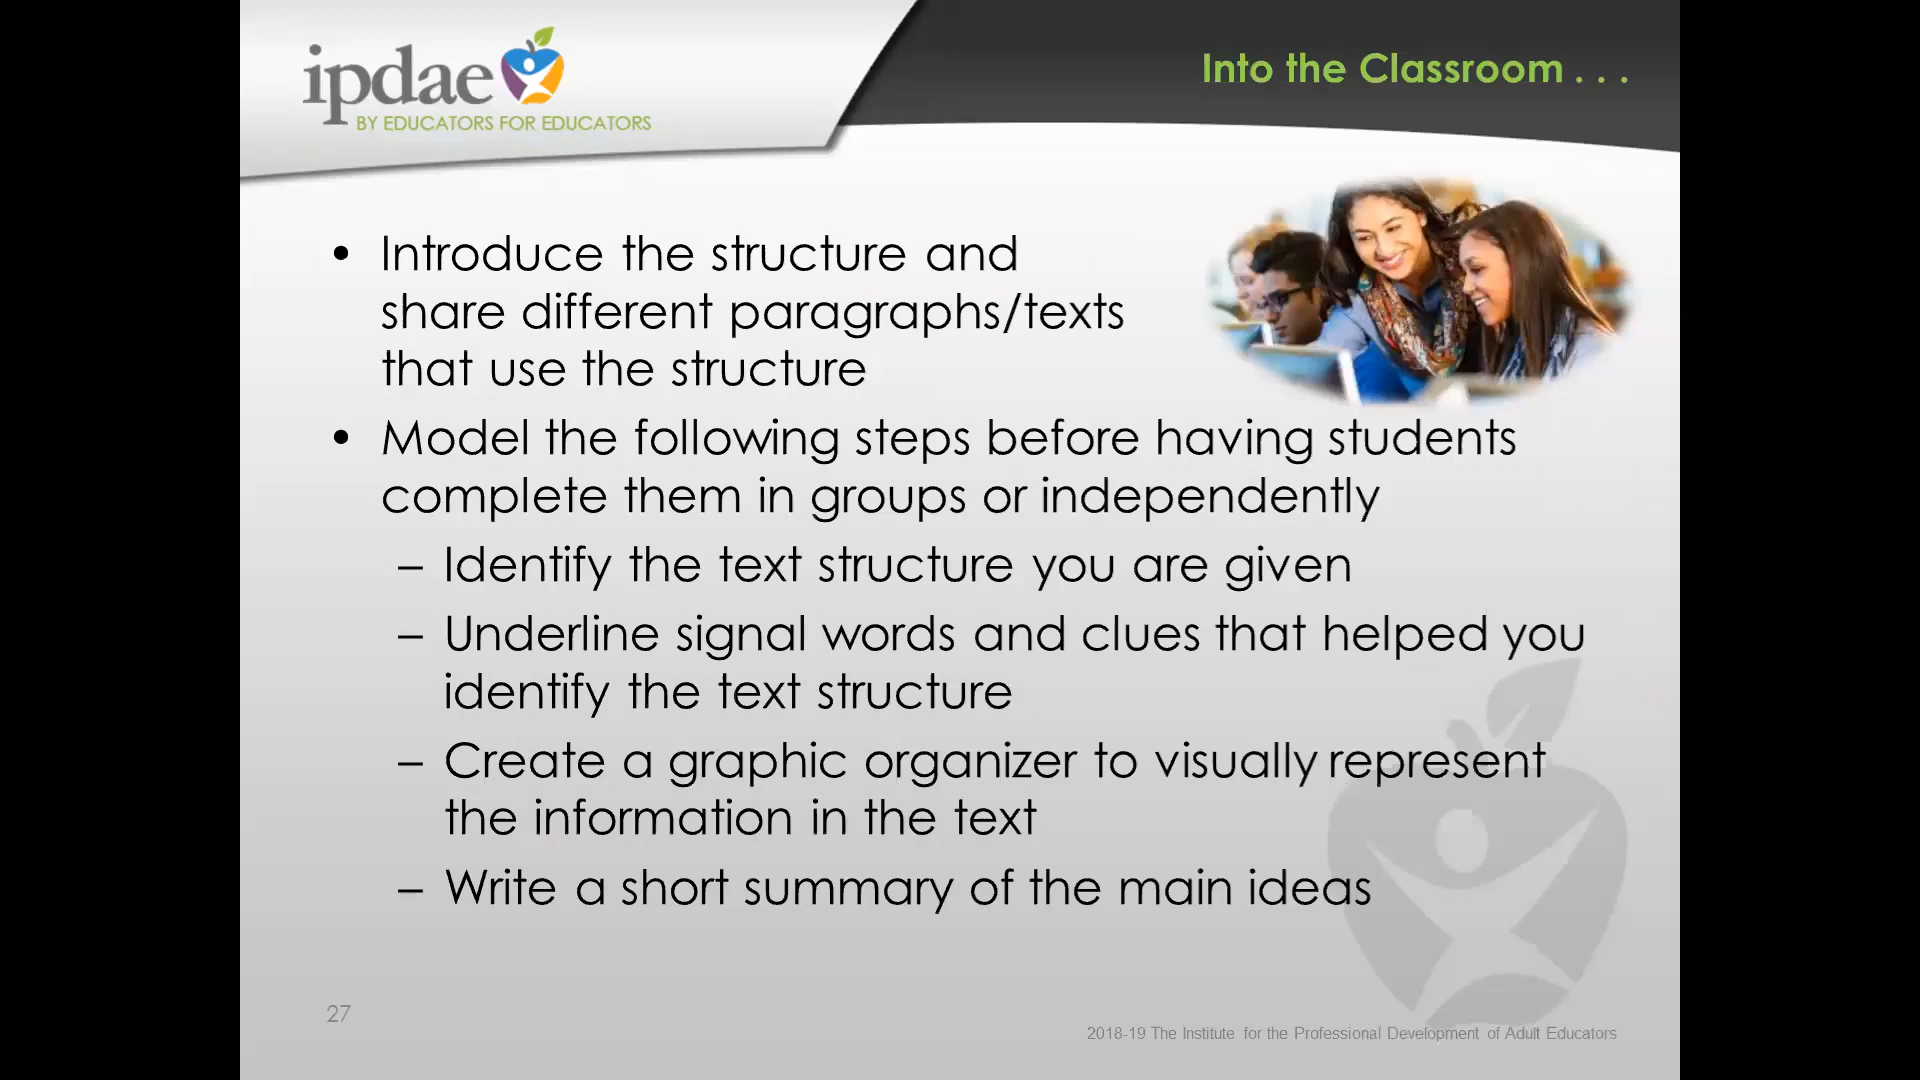 ipdae
BY EDUCATORS FOR EDUCATORS
Into the Classroom . . .
• Introduce the structure and
share different paragraphs/texts
that use the structure
• Model the following steps before having students
complete them in groups or independently
– Identify the text structure you are given
– Underline signal words and clues that helped you
identify the text structure
– Create a graphic organizer to visually represent
the information in the text
– Write a short summary of the main ideas
27
2018-19 The Institute for the Professional Development of Adult Educators